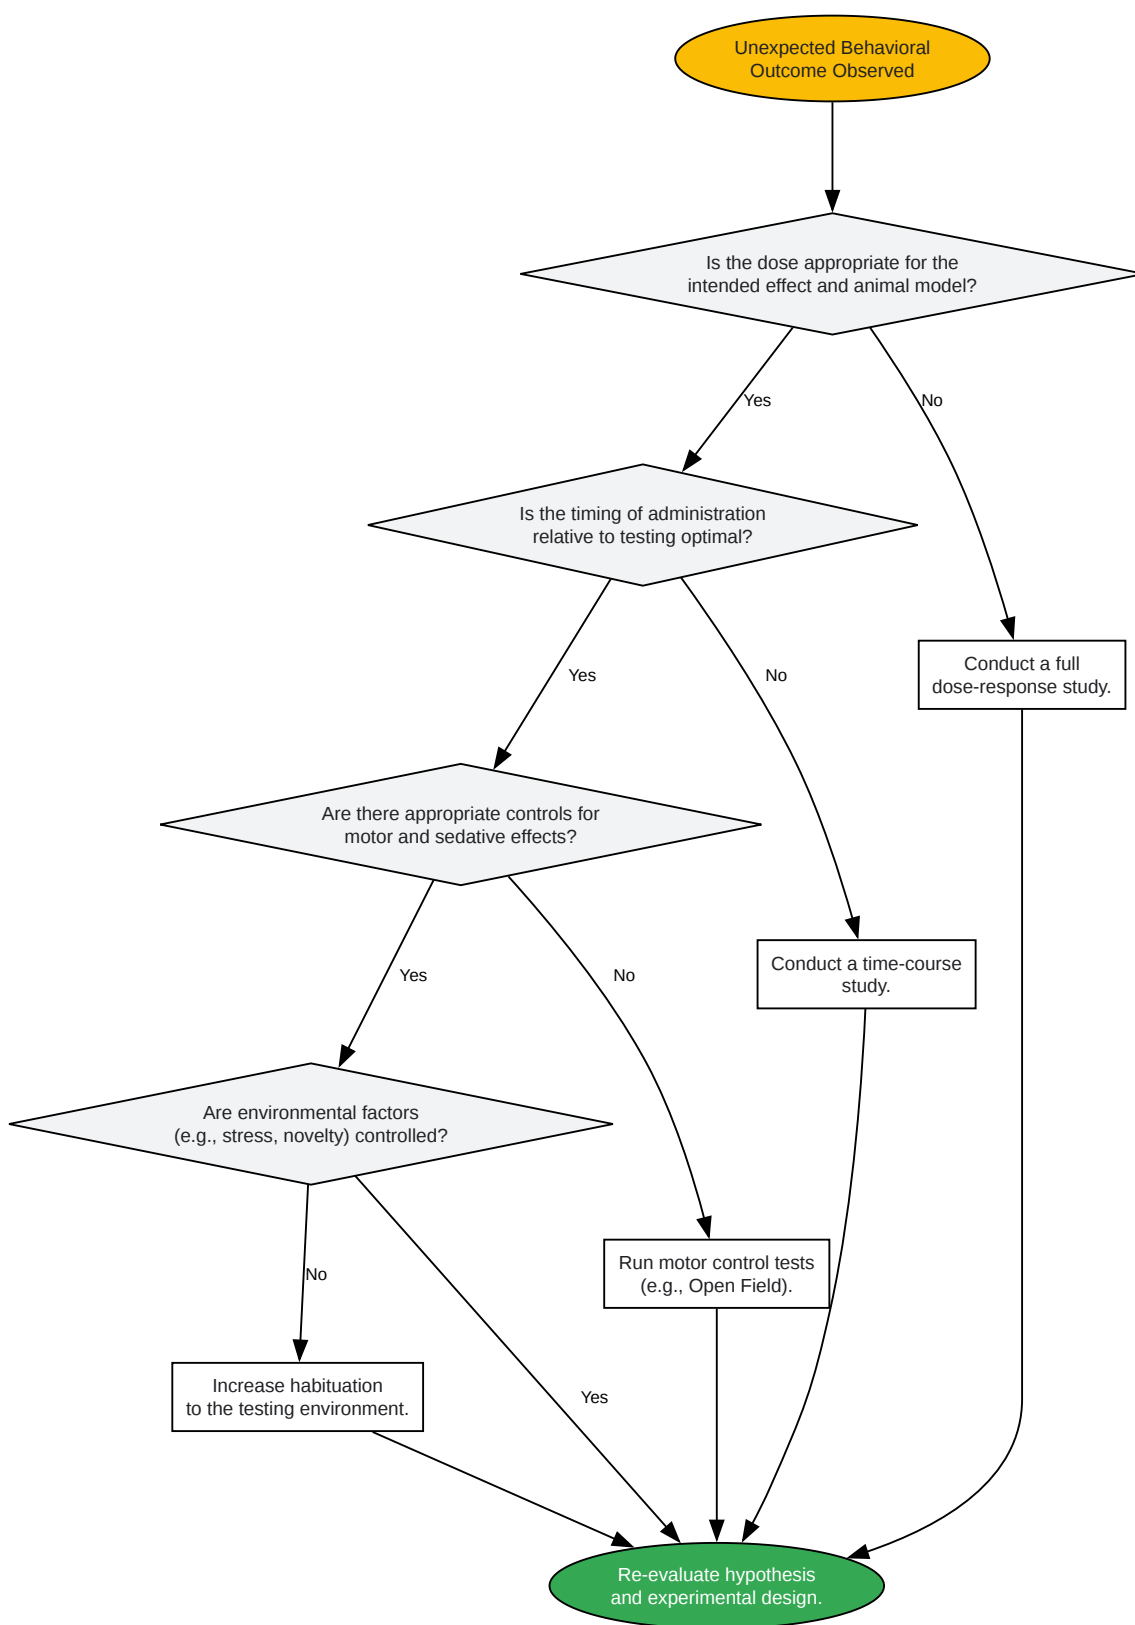 Unexpected Behavioral
Outcome Observed
Is the dose appropriate for the
intended effect and animal model?
Yes
No
Is the timing of administration
relative to testing optimal?
Conduct a full
dose-response study.
Yes
No
Are there appropriate controls for
motor and sedative effects?
Conduct a time-course
study.
Yes
No
Are environmental factors
(e.g., stress, novelty) controlled?
Run motor control tests
(e.g., Open Field).
No
Increase habituation
to the testing environment.
Yes
Re-evaluate hypothesis
and experimental design.